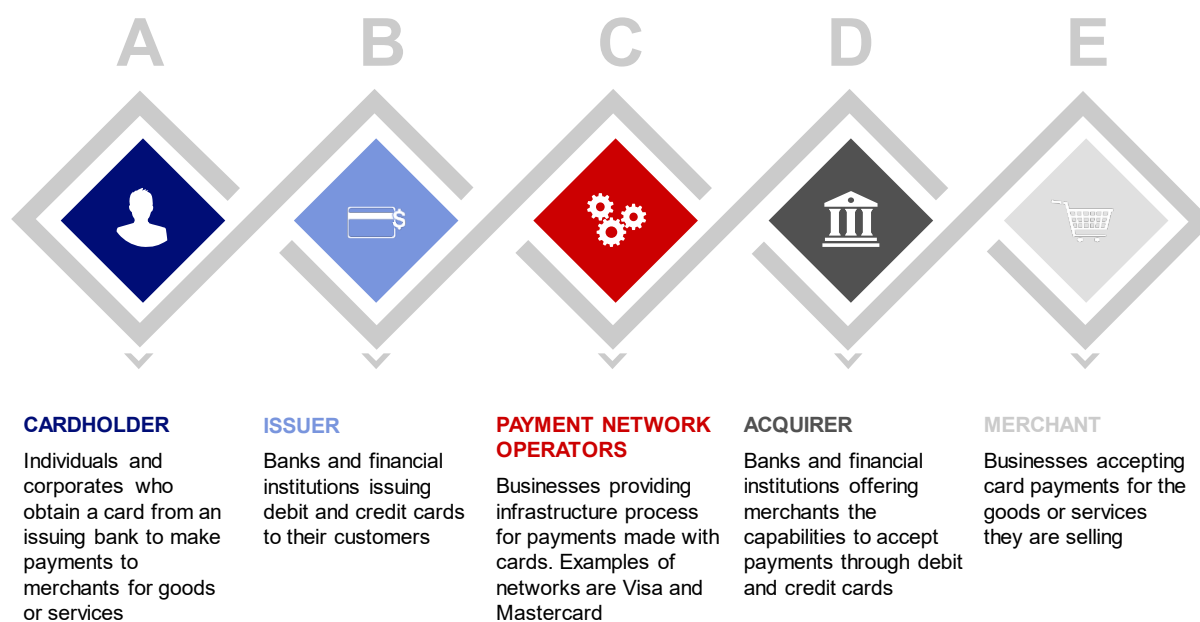 A
B
C
D
E
CARDHOLDER
Individuals and
corporates who
obtain a card from an
issuing bank to make
payments to
merchants for goods
or services
ISSUER
Banks and financial
institutions issuing
debit and credit cards
to their customers
PAYMENT NETWORK
OPERATORS
Businesses providing
infrastructure process
for payments made with
cards. Examples of
networks are Visa and
Mastercard
ACQUIRER
Banks and financial
institutions offering
merchants the
capabilities to accept
payments through debit
and credit cards
MERCHANT
Businesses accepting
card payments for the
goods or services
they are selling